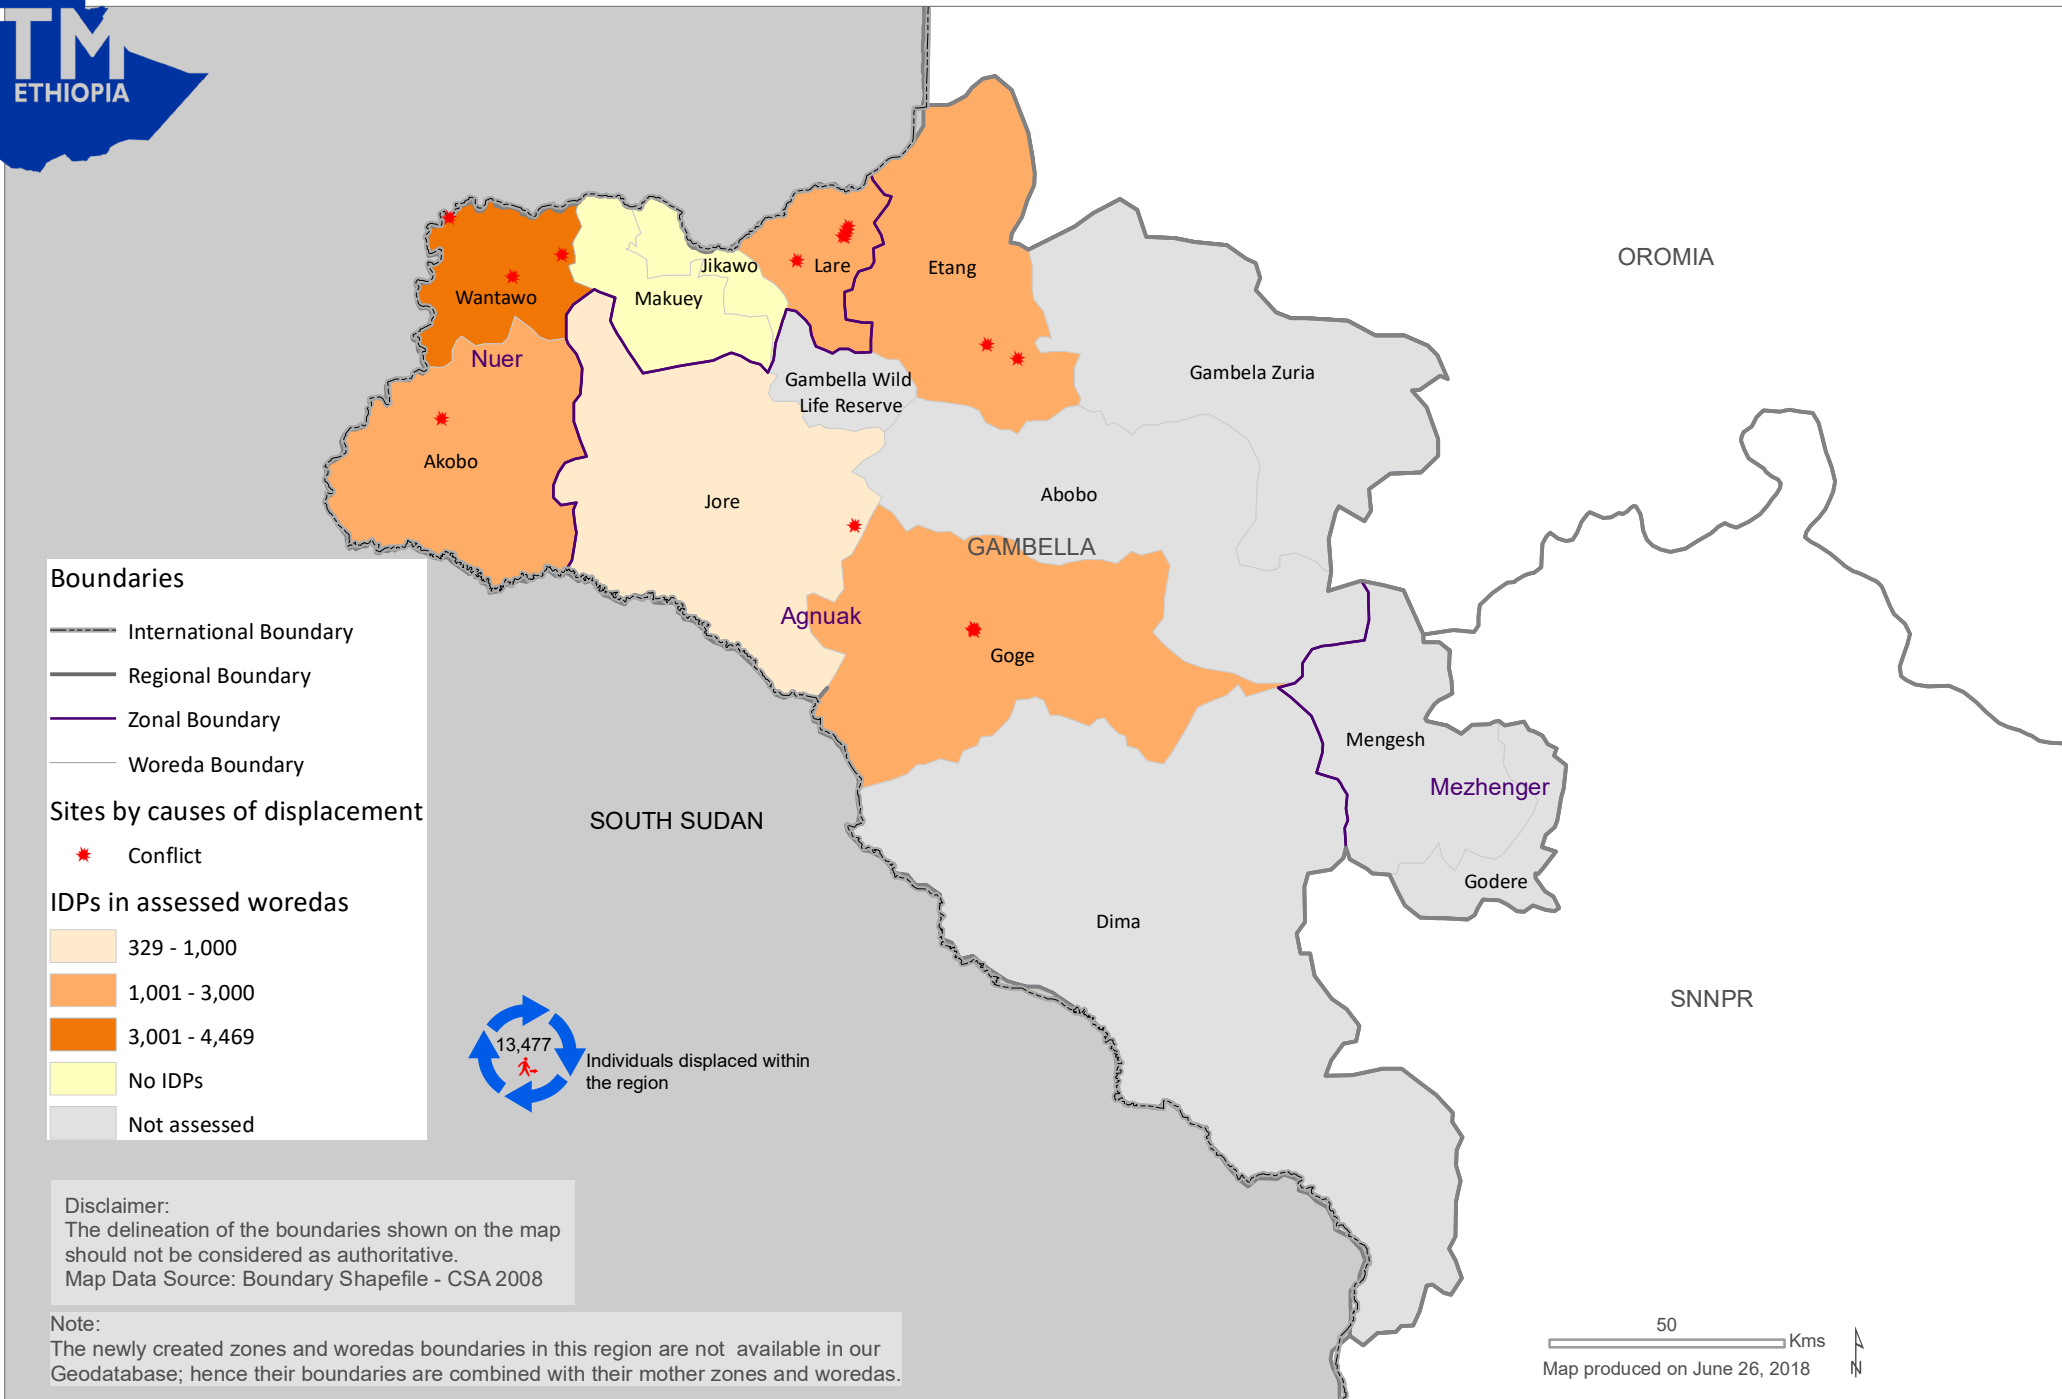 TM
ETHIOPIA
OROMIA
Jikawo
Lare
Etang
Wantawo
Makuey
Nuer
Gambella Wild
Life Reserve
Gambela Zuria
Akobo
Jore
Abobo
GAMBELLA
Agnuak
Goge
Mengesh
Mezhenger
SOUTH SUDAN
Godere
Dima
SNNPR
Boundaries
International Boundary
Regional Boundary
Zonal Boundary
Woreda Boundary
Sites by causes of displacement
Conflict
IDPs in assessed woredas
329 - 1,000
1,001 - 3,000
3,001 - 4,469
No IDPs
Not assessed
13,477
Individuals displaced within
the region
Disclaimer:
The delineation of the boundaries shown on the map
should not be considered as authoritative.
Map Data Source: Boundary Shapefile - CSA 2008
Note:
The newly created zones and woredas boundaries in this region are not available in our
Geodatabase; hence their boundaries are combined with their mother zones and woredas.
50
Kms
Map produced on June 26, 2018
N